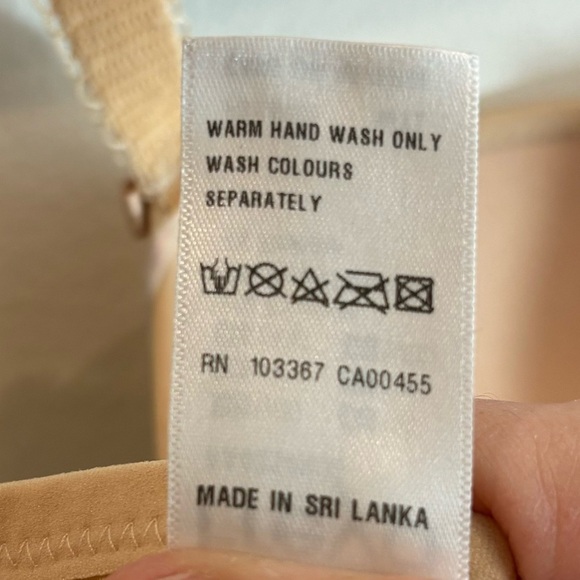 WARM HAND WASH ONLY
WASH COLOURS
SEPARATELY
RN 103367 CA00455
MADE IN SRI LANKA